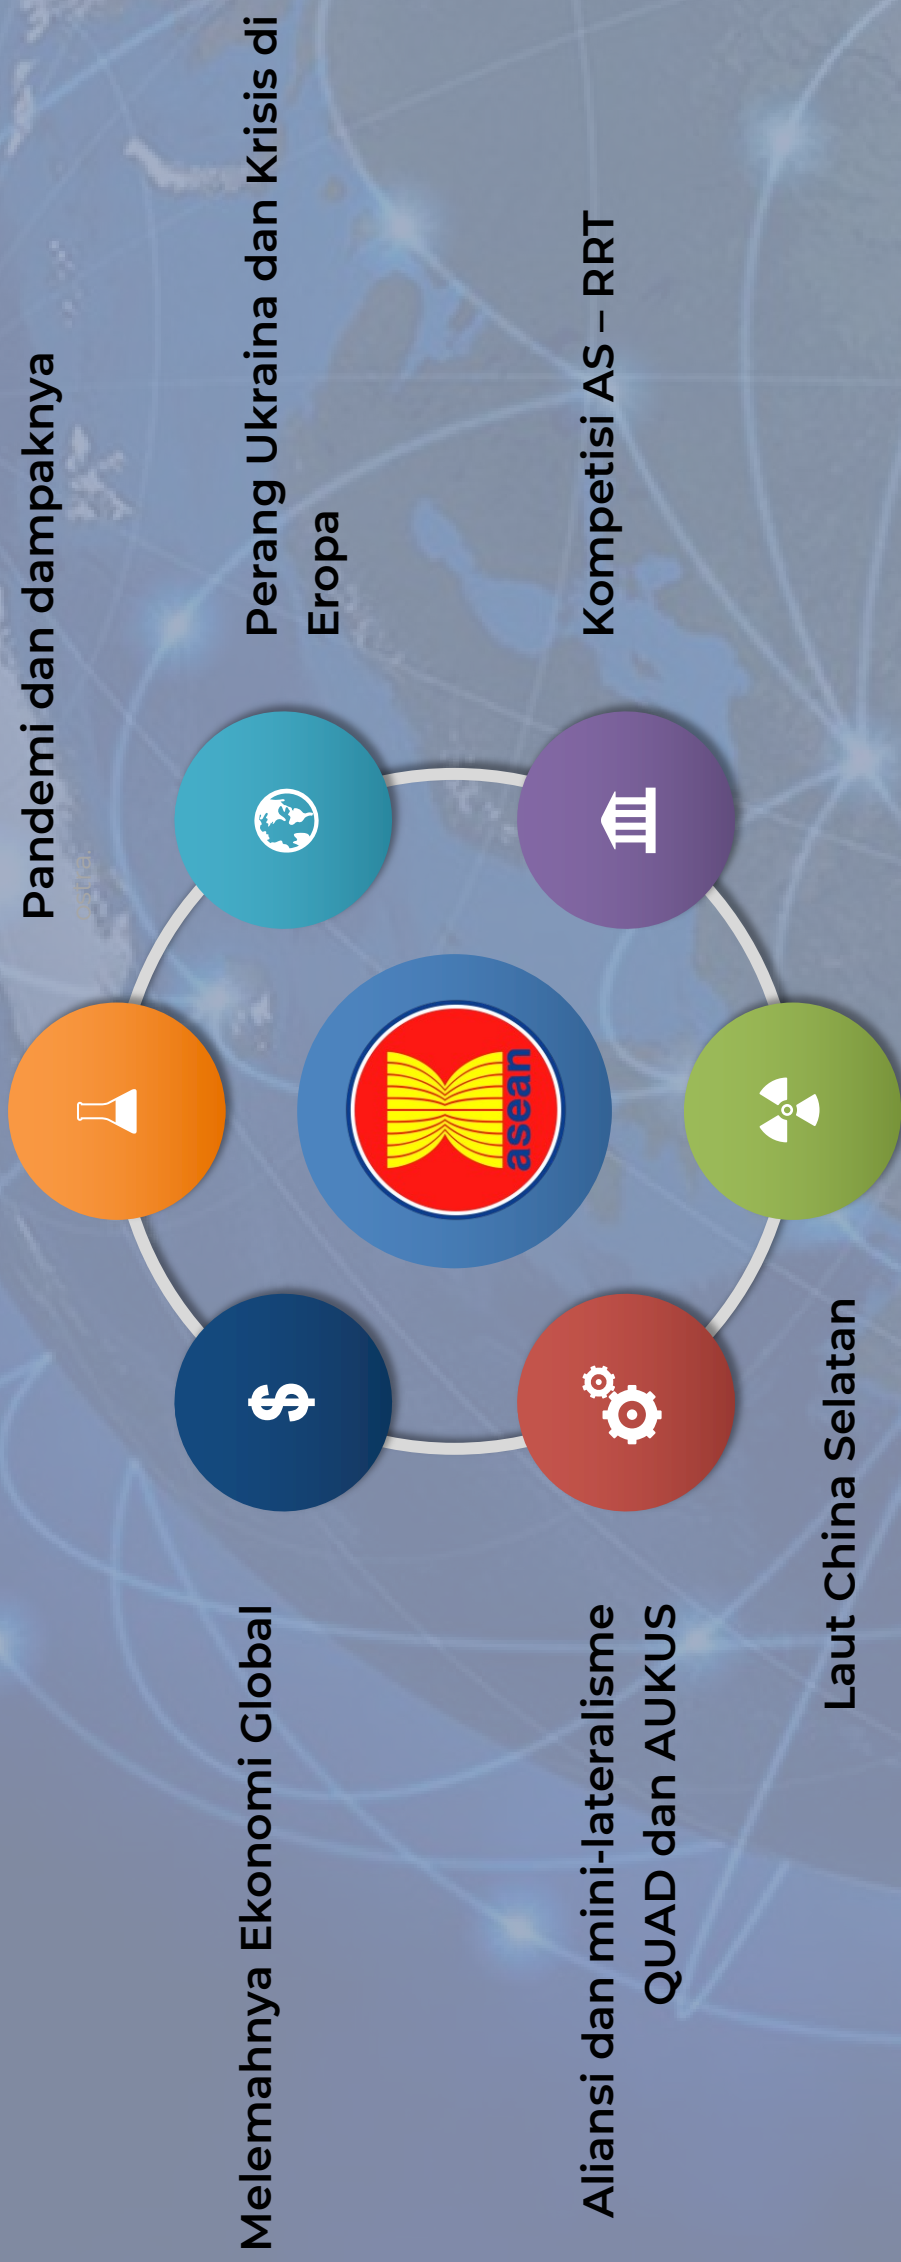 Pandemi dan dampaknya
Perang Ukraina dan Krisis di
Eropa
Kompetisi AS – RRT
Laut China Selatan
Aliansi dan mini-lateralisme
QUAD dan AUKUS
Melemahnya Ekonomi Global
$
asean